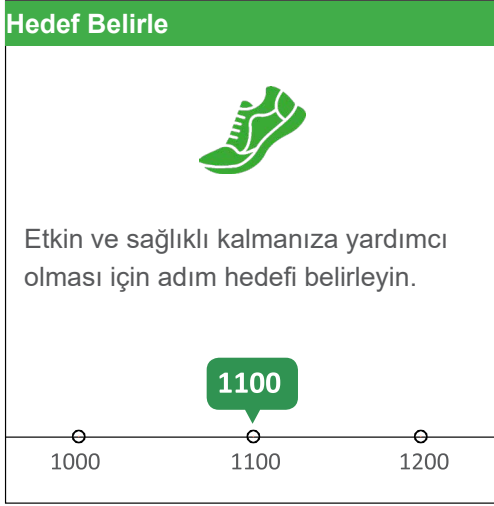 Hedef Belirle
Etkin ve sağlıklı kalmanıza yardımcı
olması için adım hedefi belirleyin.
1100
1000 1100 1200